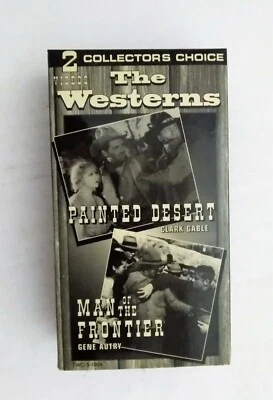 2 COLLECTORS CHOICE
VIDEOS
The
Westerns
PAINTED DESERT
CLARK GABLE
MAN OF THE
FRONTIER
GENE AUTRY